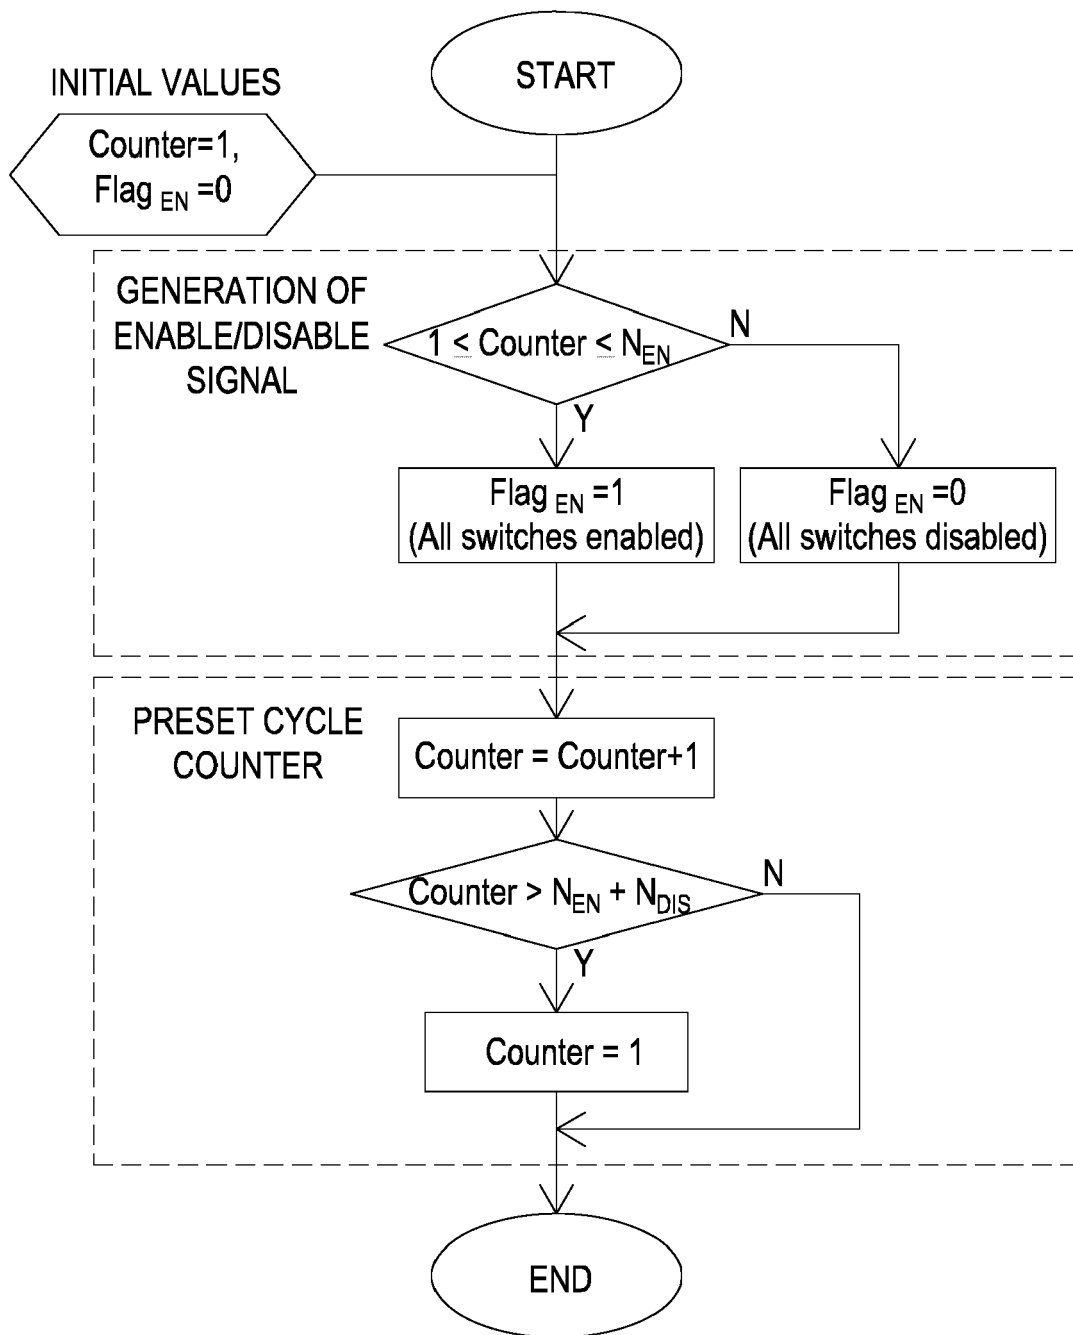 START
INITIAL VALUES
Counter=1,
Flag EN =0
GENERATION OF
ENABLE/DISABLE
SIGNAL
1 ≤ Counter ≤ NEN
N
Y
Flag EN =1
(All switches enabled)
Flag EN =0
(All switches disabled)
PRESET CYCLE
COUNTER
Counter = Counter+1
Counter > NEN + NDIS
N
Y
Counter = 1
END